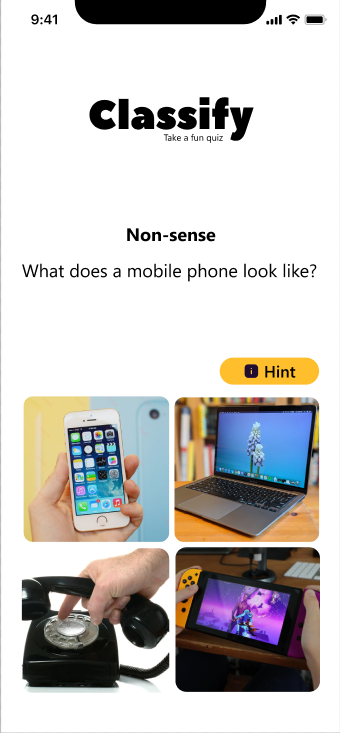 9:41
Classify
Take a fun quiz
Non-sense
What does a mobile phone look like?
Hint